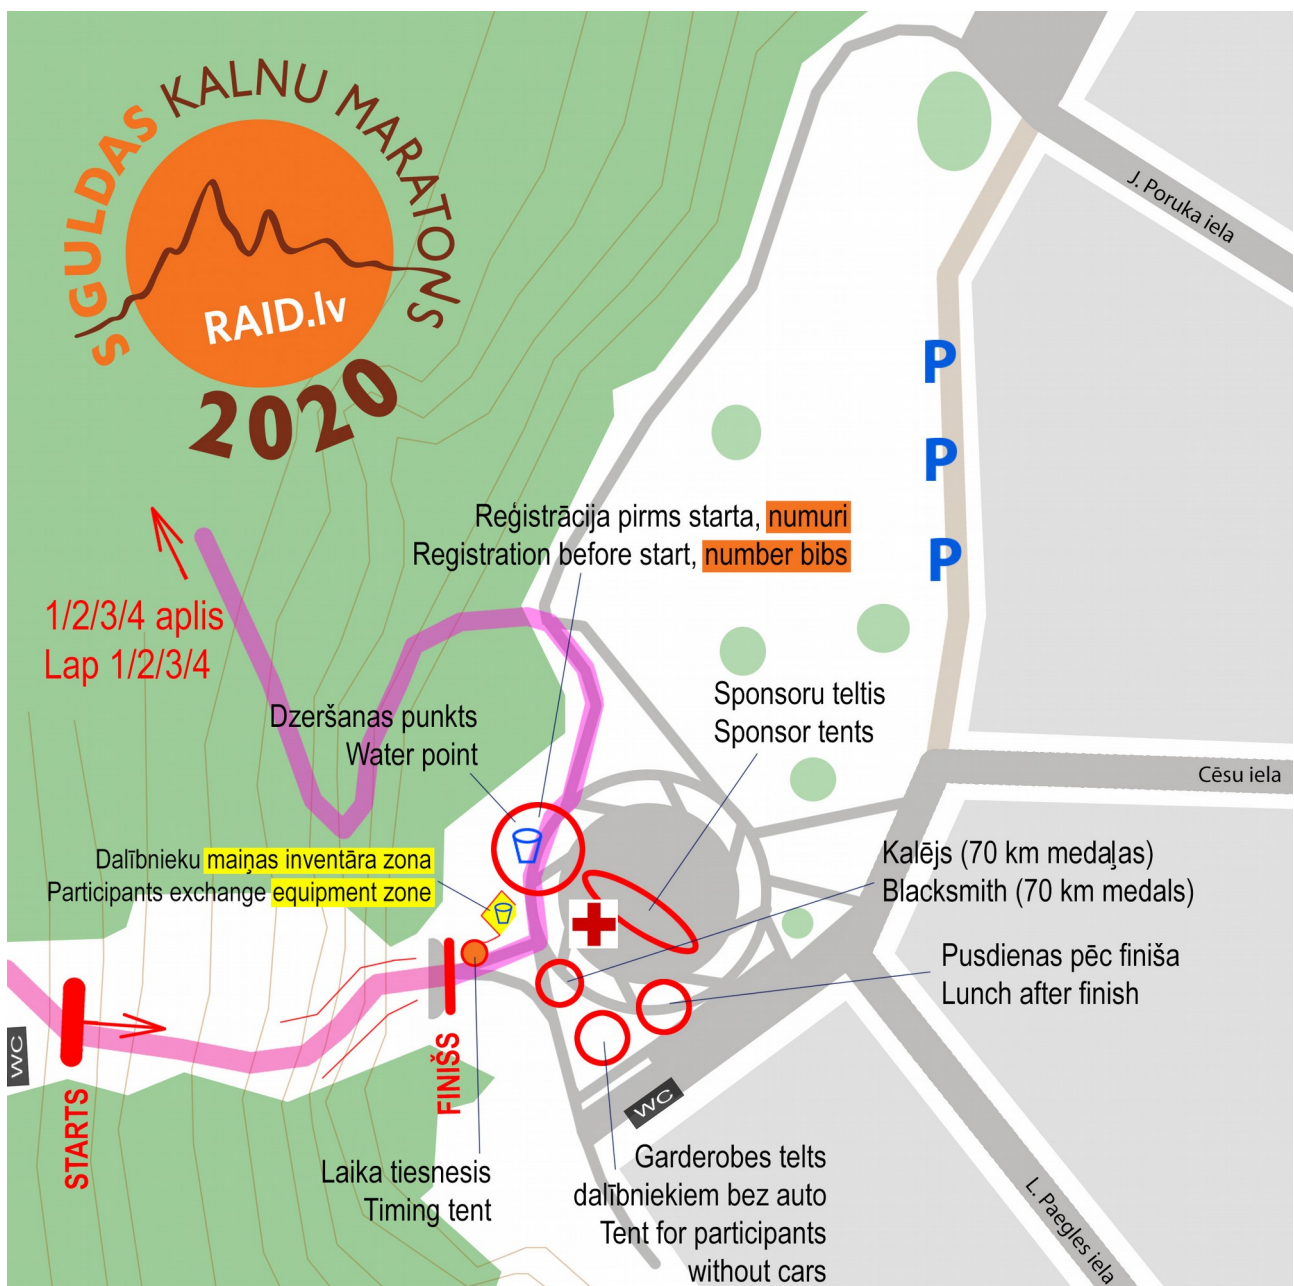 SIGULDAS KALNU MARATONS
RAID.lv
2020
J. Poruka iela
P
P
P
Reģistrācija pirms starta, numuri
Registration before start, number bibs
1/2/3/4 aplis
Lap 1/2/3/4
Dzeršanas punkts
Water point
Sponsoru teltis
Sponsor tents
Cēsu iela
Dalībnieku maiņas inventāra zona
Participants exchange equipment zone
Kalējs (70 km medaļas)
Blacksmith (70 km medals)
Pusdienas pēc finiša
Lunch after finish
WC
STARTS
FINIŠS
WC
Laika tiesnesis
Timing tent
Garderobes telts
dalībniekiem bez auto
Tent for participants
without cars
L. Paegles iela